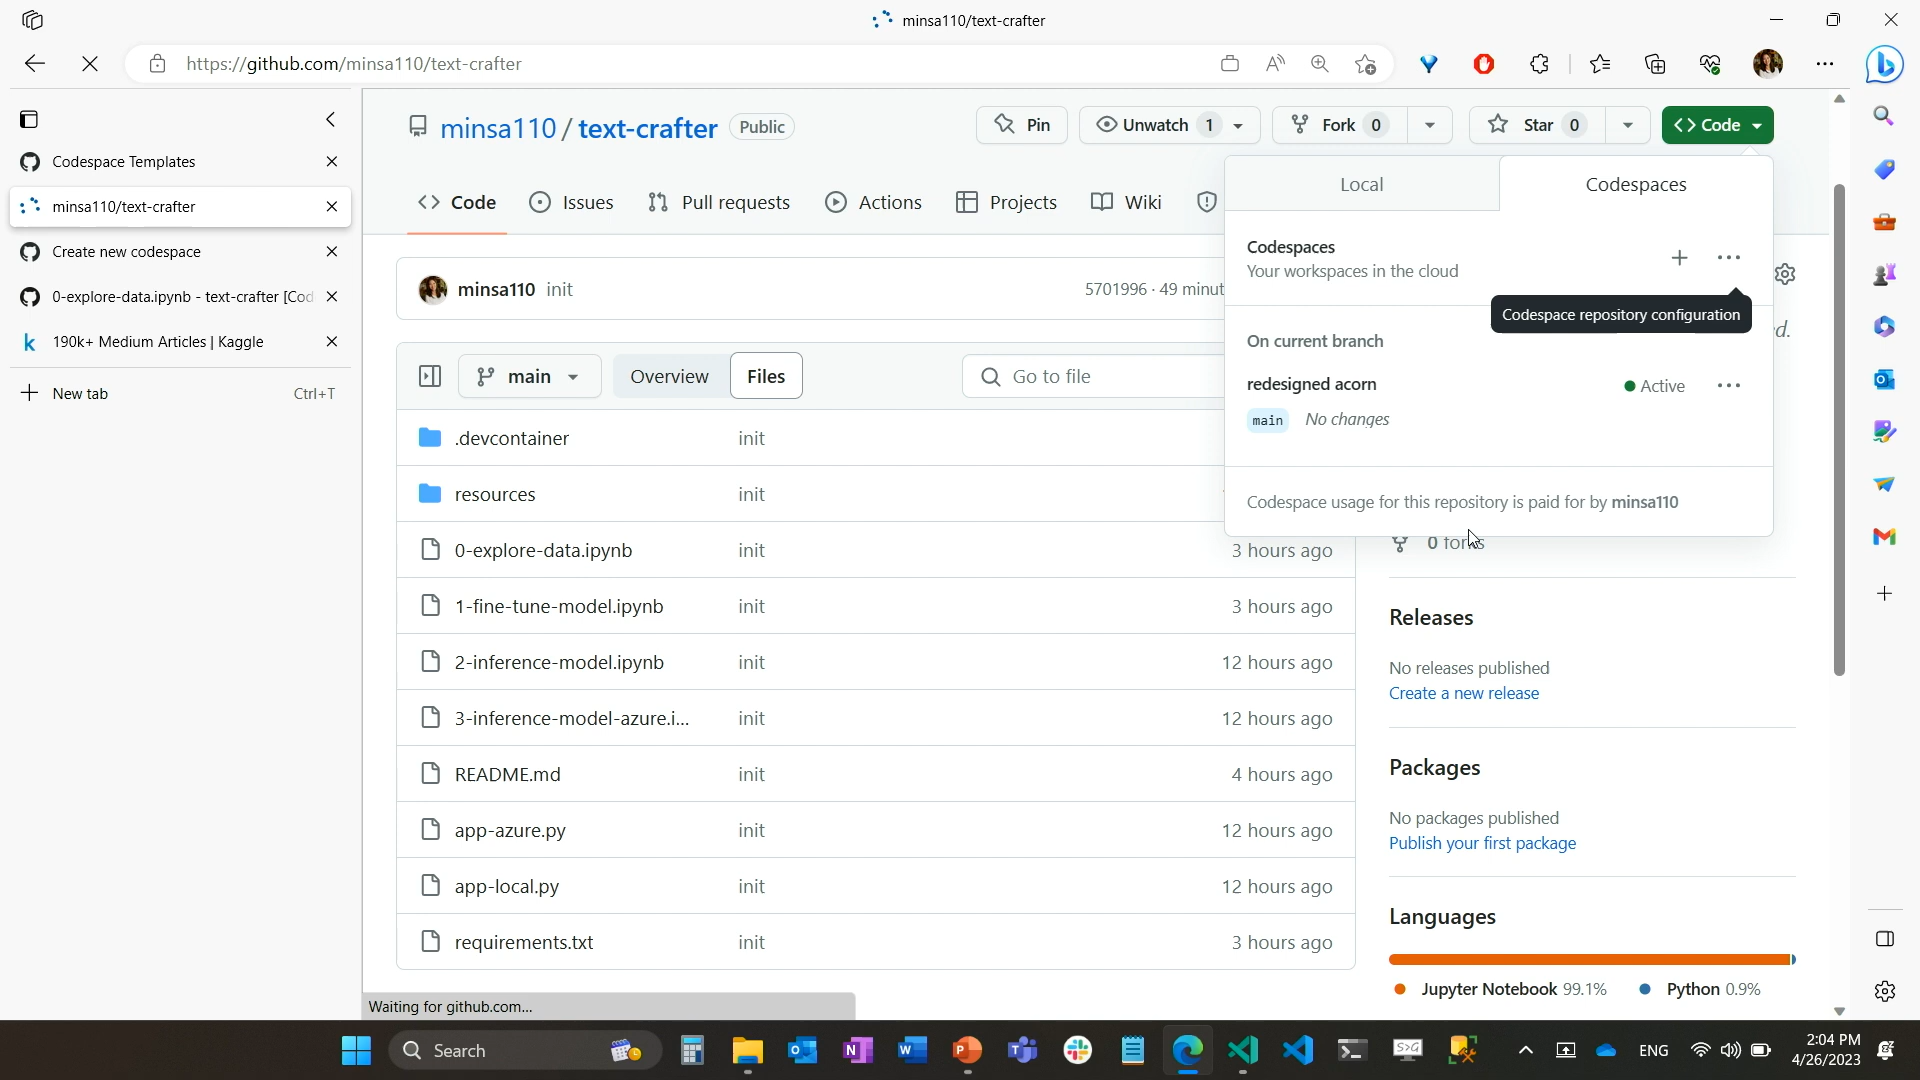 minsa110/text-crafter
https://github.com/minsa110/text-crafter
Codespace Templates
minsa110/text-crafter
Create new codespace
0-explore-data.ipynb - text-crafter [Cod
190k+ Medium Articles | Kaggle
New tab Ctrl+T
minsa110 / text-crafter Public
Pin
Unwatch 1
Fork 0
Star 0
<> Code
Code
Issues
Pull requests
Actions
Projects
Wiki
Local
Codespaces
Codespaces
Your workspaces in the cloud
Codespace repository configuration
On current branch
redesigned acorn
Active
main No changes
Codespace usage for this repository is paid for by minsa110
minsa110 init
5701996 · 49 minut
main
Overview
Files
Go to file
.devcontainer init
resources init
0-explore-data.ipynb init 3 hours ago
1-fine-tune-model.ipynb init 3 hours ago
2-inference-model.ipynb init 12 hours ago
3-inference-model-azure.i... init 12 hours ago
README.md init 4 hours ago
app-azure.py init 12 hours ago
app-local.py init 12 hours ago
requirements.txt init 3 hours ago
ed.
0 forks
Releases
No releases published
Create a new release
Packages
No packages published
Publish your first package
Languages
Jupyter Notebook 99.1%
Python 0.9%
Waiting for github.com...
Search
ENG
2:04 PM
4/26/2023